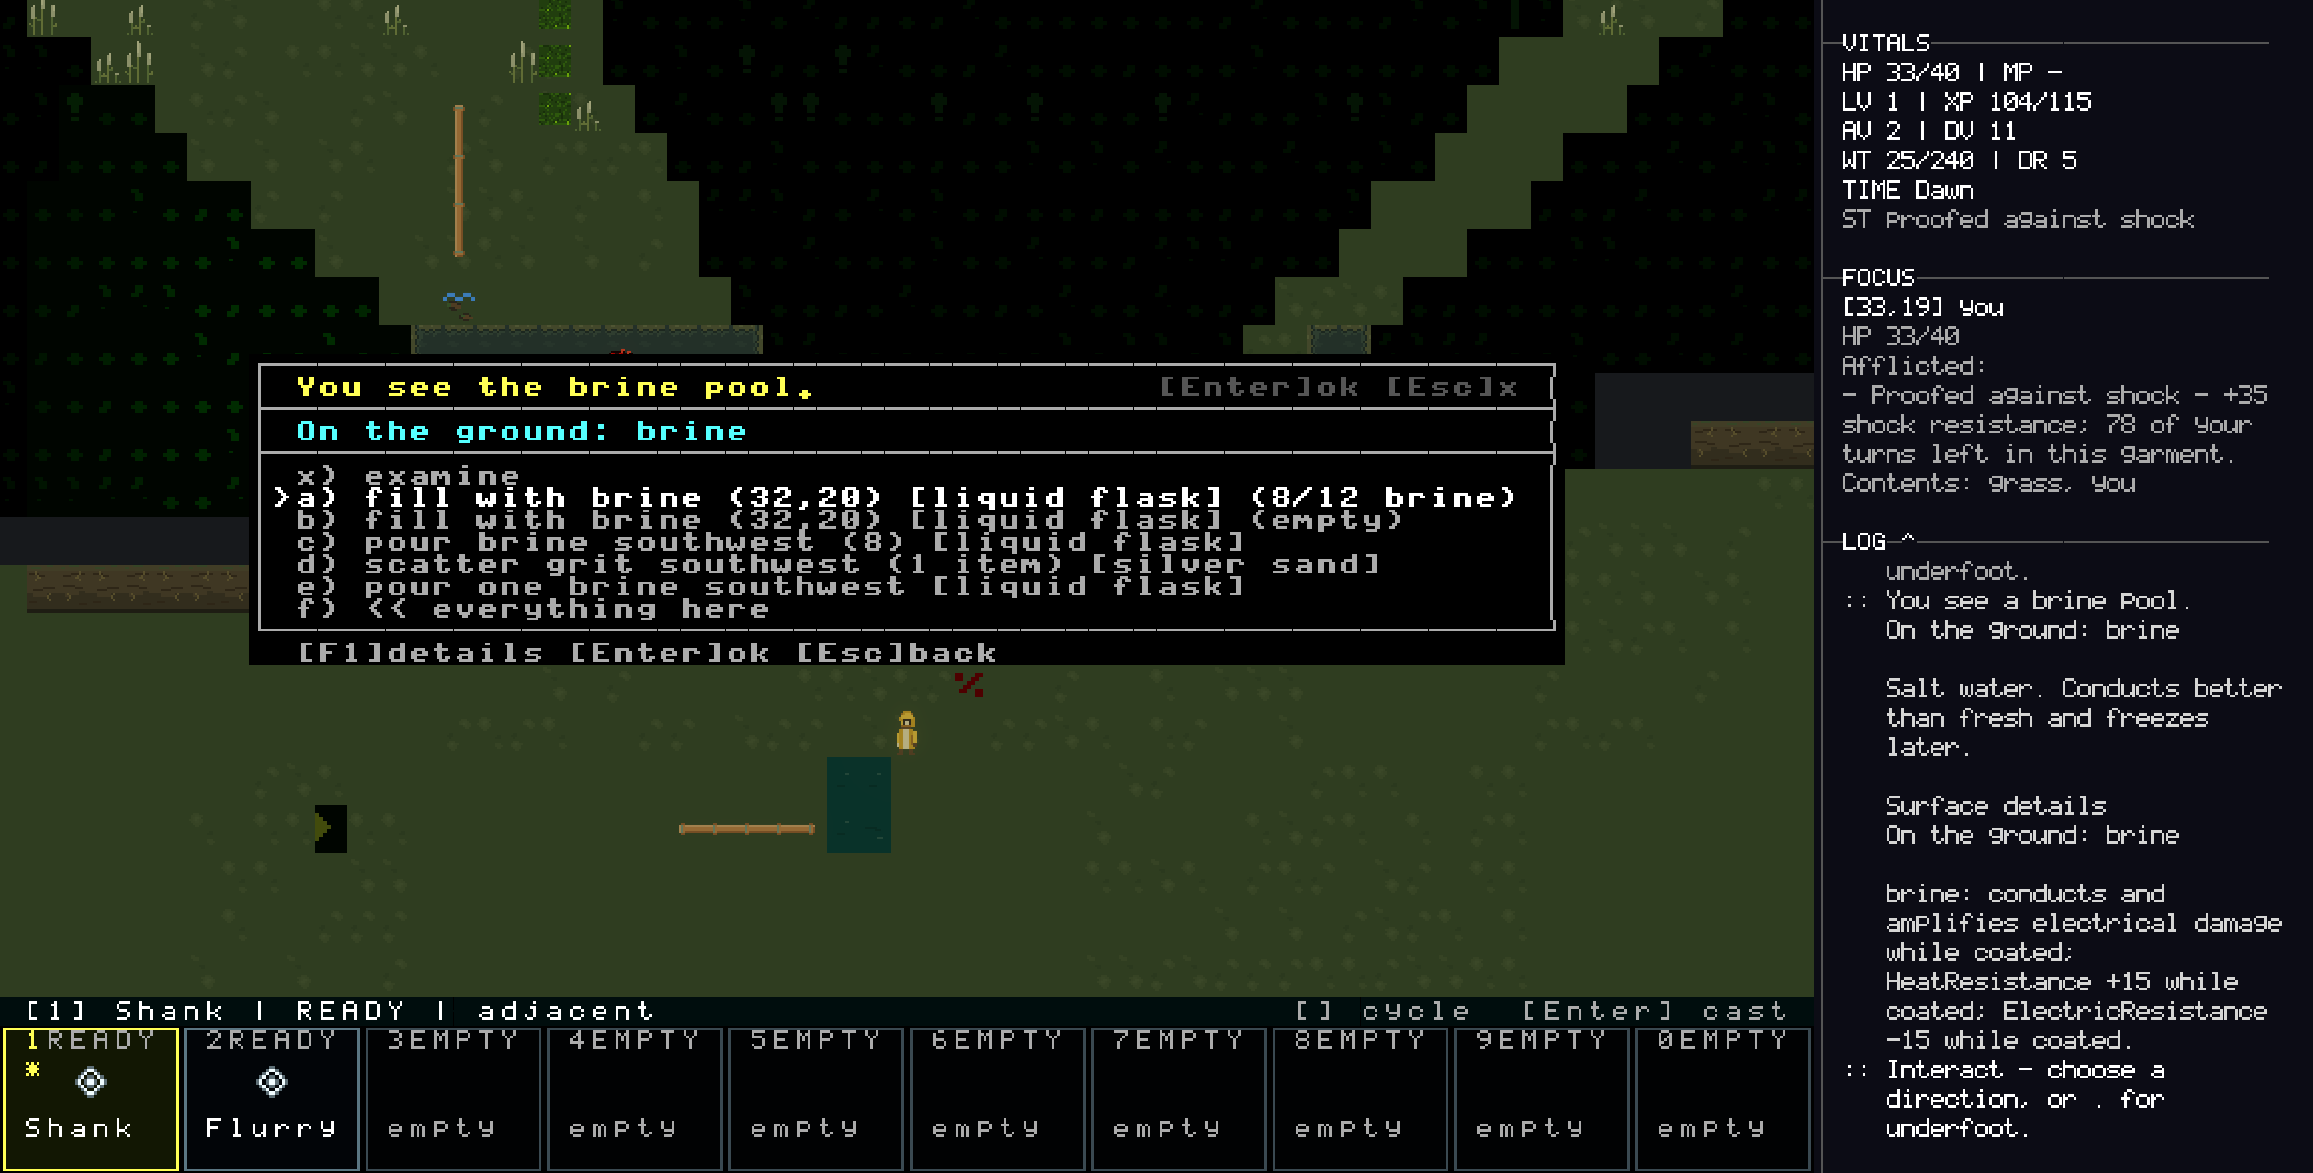 You see the brine pool. [Enter]ok [Esc]x
On the ground: brine
x) examine
>a) fill with brine (32,20) [liquid flask] (8/12 brine)
b) fill with brine (32,20) [liquid flask] (empty)
c) pour brine southwest (8) [liquid flask]
d) scatter grit southwest (1 item) [silver sand]
e) pour one brine southwest [liquid flask]
f) << everything here
[F1]details [Enter]ok [Esc]back
[1] Shank | READY | adjacent [] cycle [Enter] cast
1READY 2READY 3EMPTY 4EMPTY 5EMPTY 6EMPTY 7EMPTY 8EMPTY 9EMPTY 0EMPTY
*
Shank Flurry empty empty empty empty empty empty empty empty
VITALS
HP 33/40 | MP -
LV 1 | XP 104/115
AV 2 | DV 11
WT 25/240 | DR 5
TIME Dawn
ST Proofed against shock
FOCUS
[33,19] You
HP 33/40
Afflicted:
- Proofed against shock - +35
shock resistance; 78 of your
turns left in this garment.
Contents: grass, you
LOG ^
underfoot.
:: You see a brine pool.
On the ground: brine
Salt water. Conducts better
than fresh and freezes
later.
Surface details
On the ground: brine
brine: conducts and
amplifies electrical damage
while coated;
HeatResistance +15 while
coated; ElectricResistance
-15 while coated.
:: Interact - choose a
direction, or . for
underfoot.